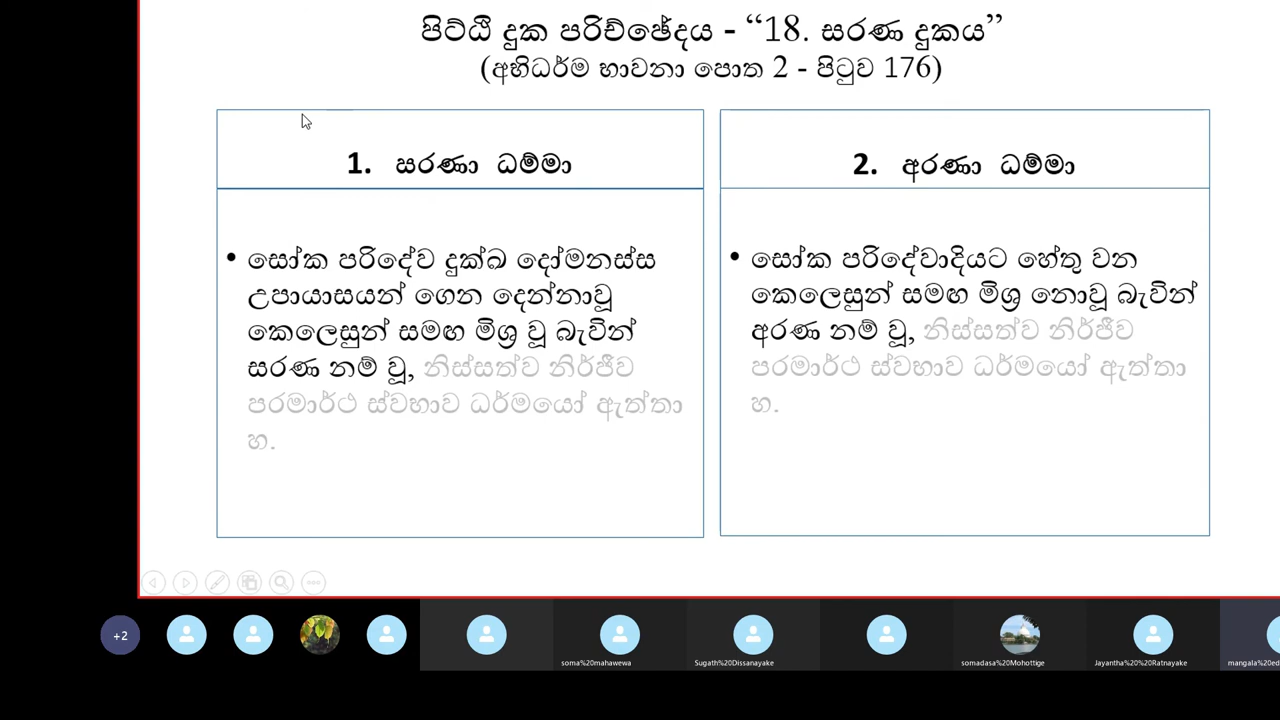 පිට්ඨි දුක පරිච්ඡේදය - “18. සරණ දුකය”
(අභිධර්ම භාවනා පොත 2 - පිටුව 176)
1. සරණා ධම්මා
• සෝක පරිදේව දුක්ඛ දෝමනස්ස
උපායාසයන් ගෙන දෙන්නාවූ
කෙලෙසුන් සමඟ මිශ්‍ර වූ බැවින්
සරණ නම් වූ, නිස්සත්ව නිර්ජීව
පරමාර්ථ ස්වභාව ධර්මයෝ ඇත්තා
හ.
2. අරණා ධම්මා
• සෝක පරිදේවාදියට හේතු වන
කෙලෙසුන් සමඟ මිශ්‍ර නොවූ බැවින්
අරණ නම් වූ, නිස්සත්ව නිර්ජීව
පරමාර්ථ ස්වභාව ධර්මයෝ ඇත්තා
හ.
+2
soma%20mahawewa
Sugath%20Dissanayake
somadasa%20Mohottige
Jayantha%20%20Ratnayake
mangala%20ed